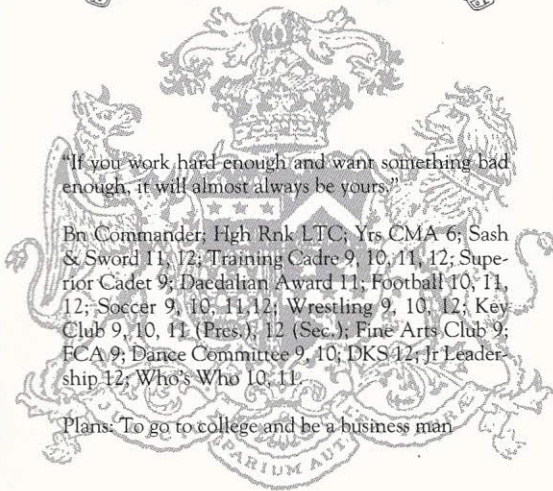 "If you work hard enough and want something bad
enough, it will almost always be yours."
Bn Commander; Hgh Rnk LTC; Yrs CMA 6; Sash
& Sword 11, 12; Training Cadre 9, 10, 11, 12; Supe-
rior Cadet 9; Daedalian Award 11; Football 10, 11,
12; Soccer 9, 10, 11,12; Wrestling 9, 10, 12; Key
Club 9, 10, 11 (Pres.), 12 (Sec.); Fine Arts Club 9;
FCA 9; Dance Committee 9, 10; DKS 12; Jr Leader-
ship 12; Who's Who 10, 11.
Plans: To go to college and be a business man
PARIUM AUT